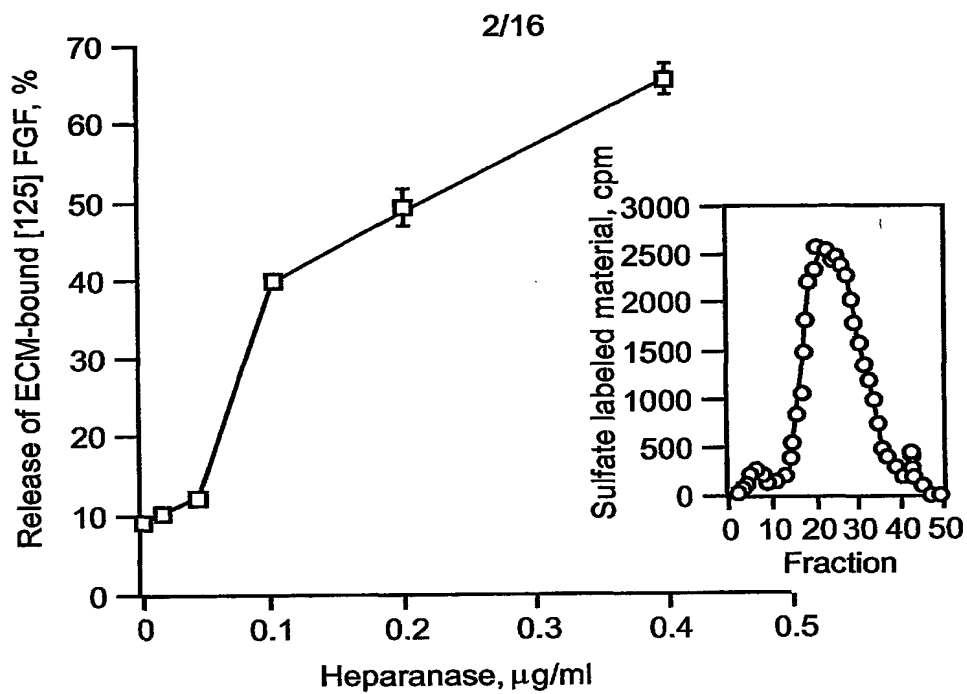 2/16
Release of ECM-bound [125] FGF, %
70
60
50
40
30
20
10
0
0 0.1 0.2 0.3 0.4 0.5
Heparanase, μg/ml
Sulfate labeled material, cpm
3000
2500
2000
1500
1000
500
0
0 10 20 30 40 50
Fraction